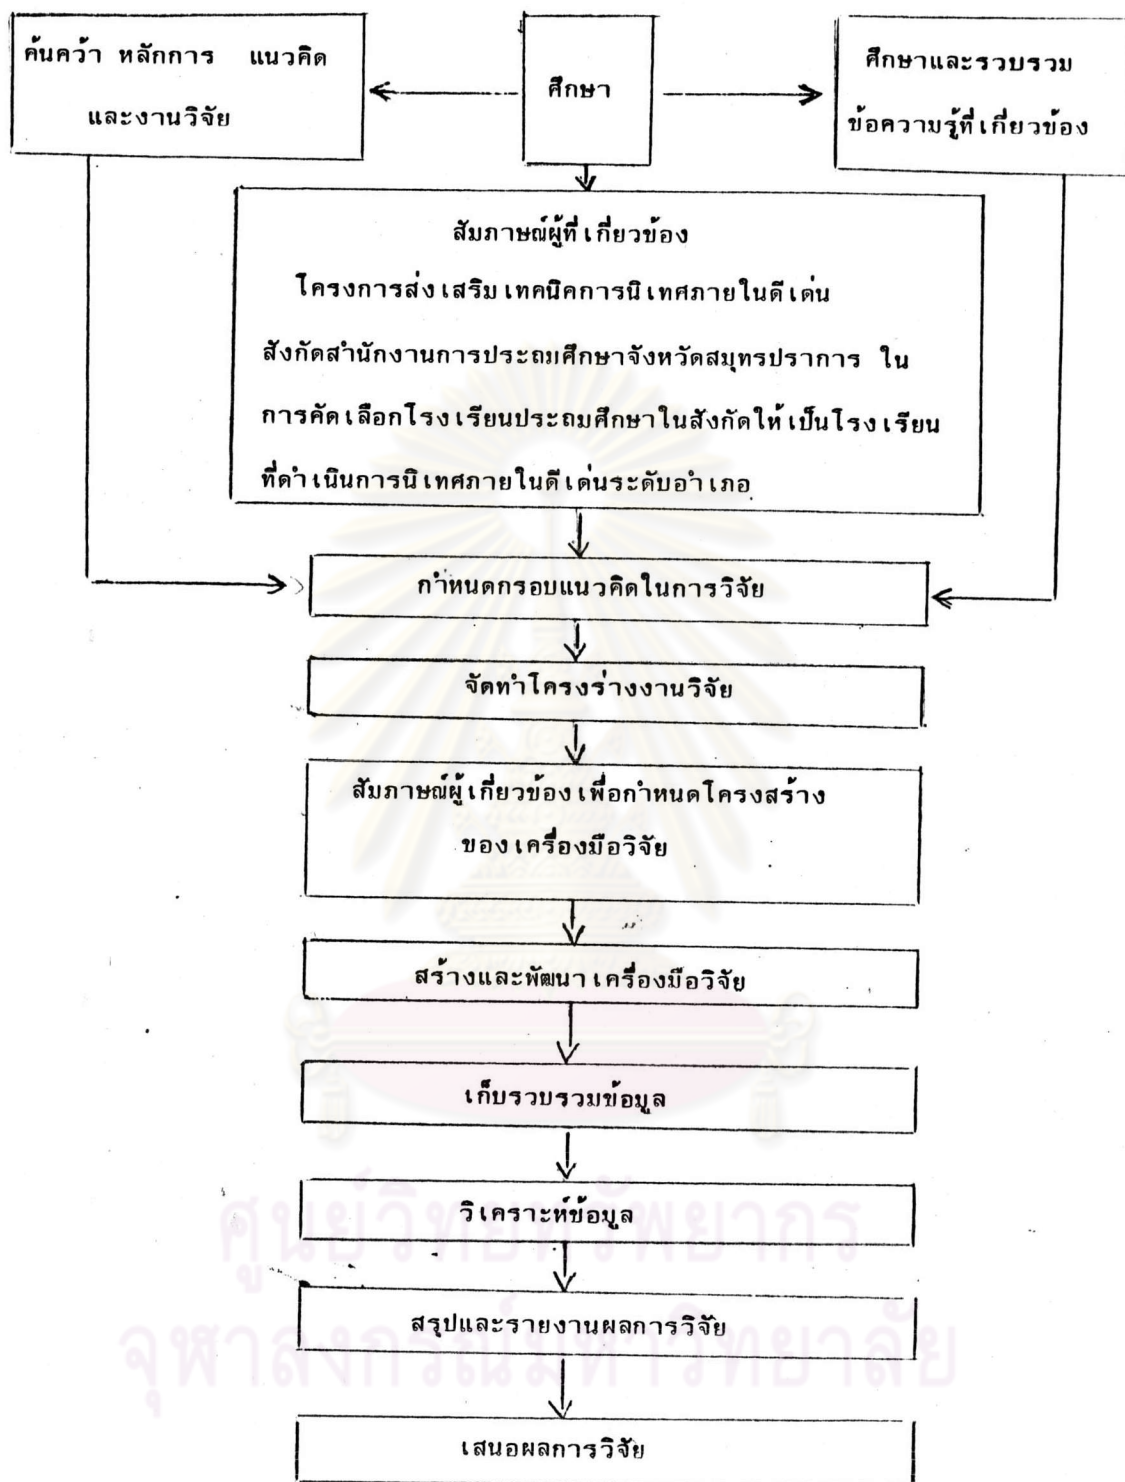 ค้นคว้า หลักการ แนวคิด
และงานวิจัย
ศึกษา
ศึกษาและรวบรวม
ข้อความรู้ที่เกี่ยวข้อง
สัมภาษณ์ผู้ที่เกี่ยวข้อง
โครงการส่งเสริมเทคนิคการนิเทศภายในดีเด่น
สังกัดสำนักงานการประถมศึกษาจังหวัดสมุทรปราการ ใน
การคัดเลือกโรงเรียนประถมศึกษาในสังกัดให้เป็นโรงเรียน
ที่ดำเนินการนิเทศภายในดีเด่นระดับอำเภอ
กำหนดกรอบแนวคิดในการวิจัย
จัดทำโครงร่างงานวิจัย
สัมภาษณ์ผู้เกี่ยวข้องเพื่อกำหนดโครงสร้าง
ของเครื่องมือวิจัย
สร้างและพัฒนาเครื่องมือวิจัย
เก็บรวบรวมข้อมูล
วิเคราะห์ข้อมูล
สรุปและรายงานผลการวิจัย
เสนอผลการวิจัย
ศูนย์วิทยทรัพยากร
จุฬาลงกรณ์มหาวิทยาลัย